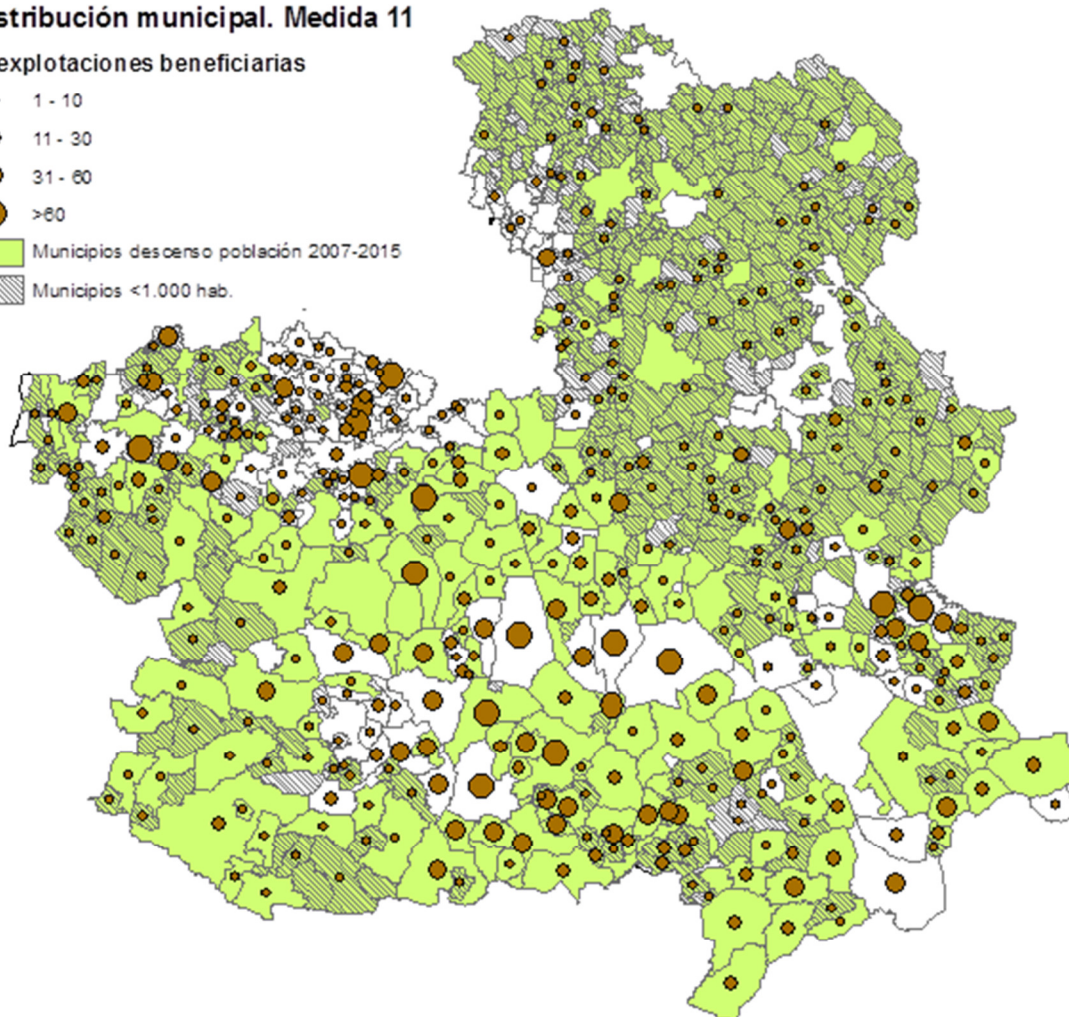 stribución municipal. Medida 11
explotaciones beneficiarias
1 - 10
11 - 30
31 - 60
>60
Municipios descenso población 2007-2015
Municipios <1.000 hab.